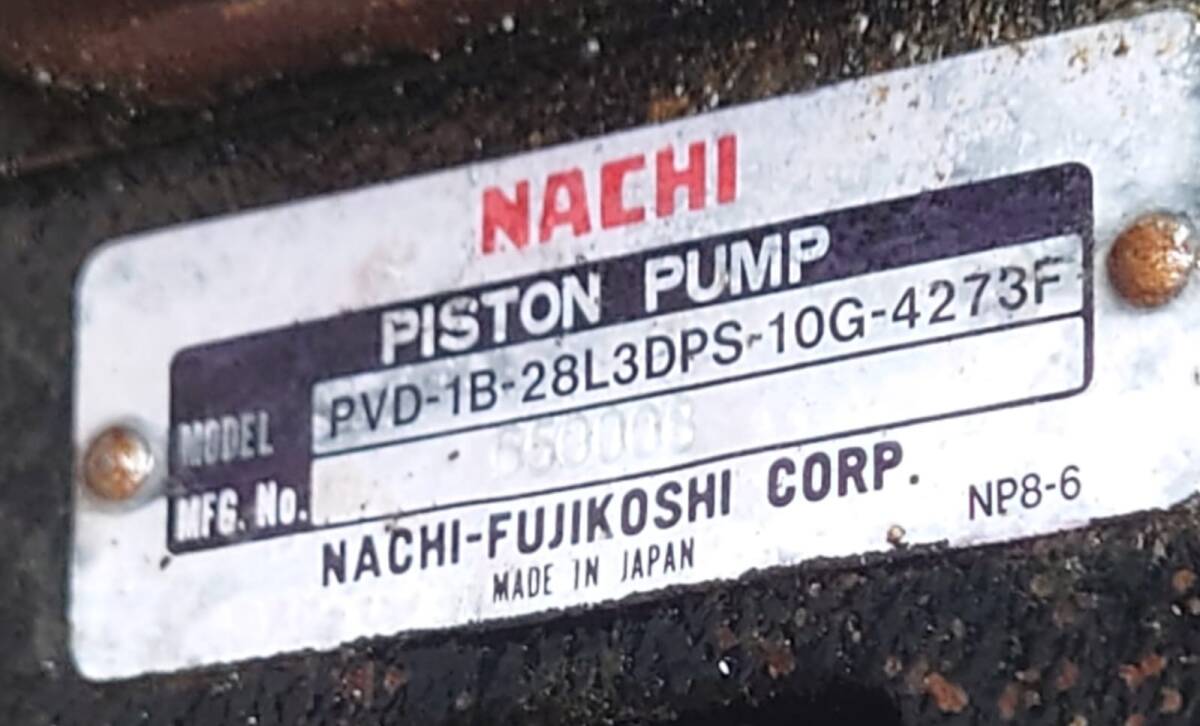 NACHI
PISTON PUMP
MODEL PVD-1B-28L3DPS-10G-4273F
MFG. No.
NACHI-FUJIKOSHI CORP.
MADE IN JAPAN
NP8-6